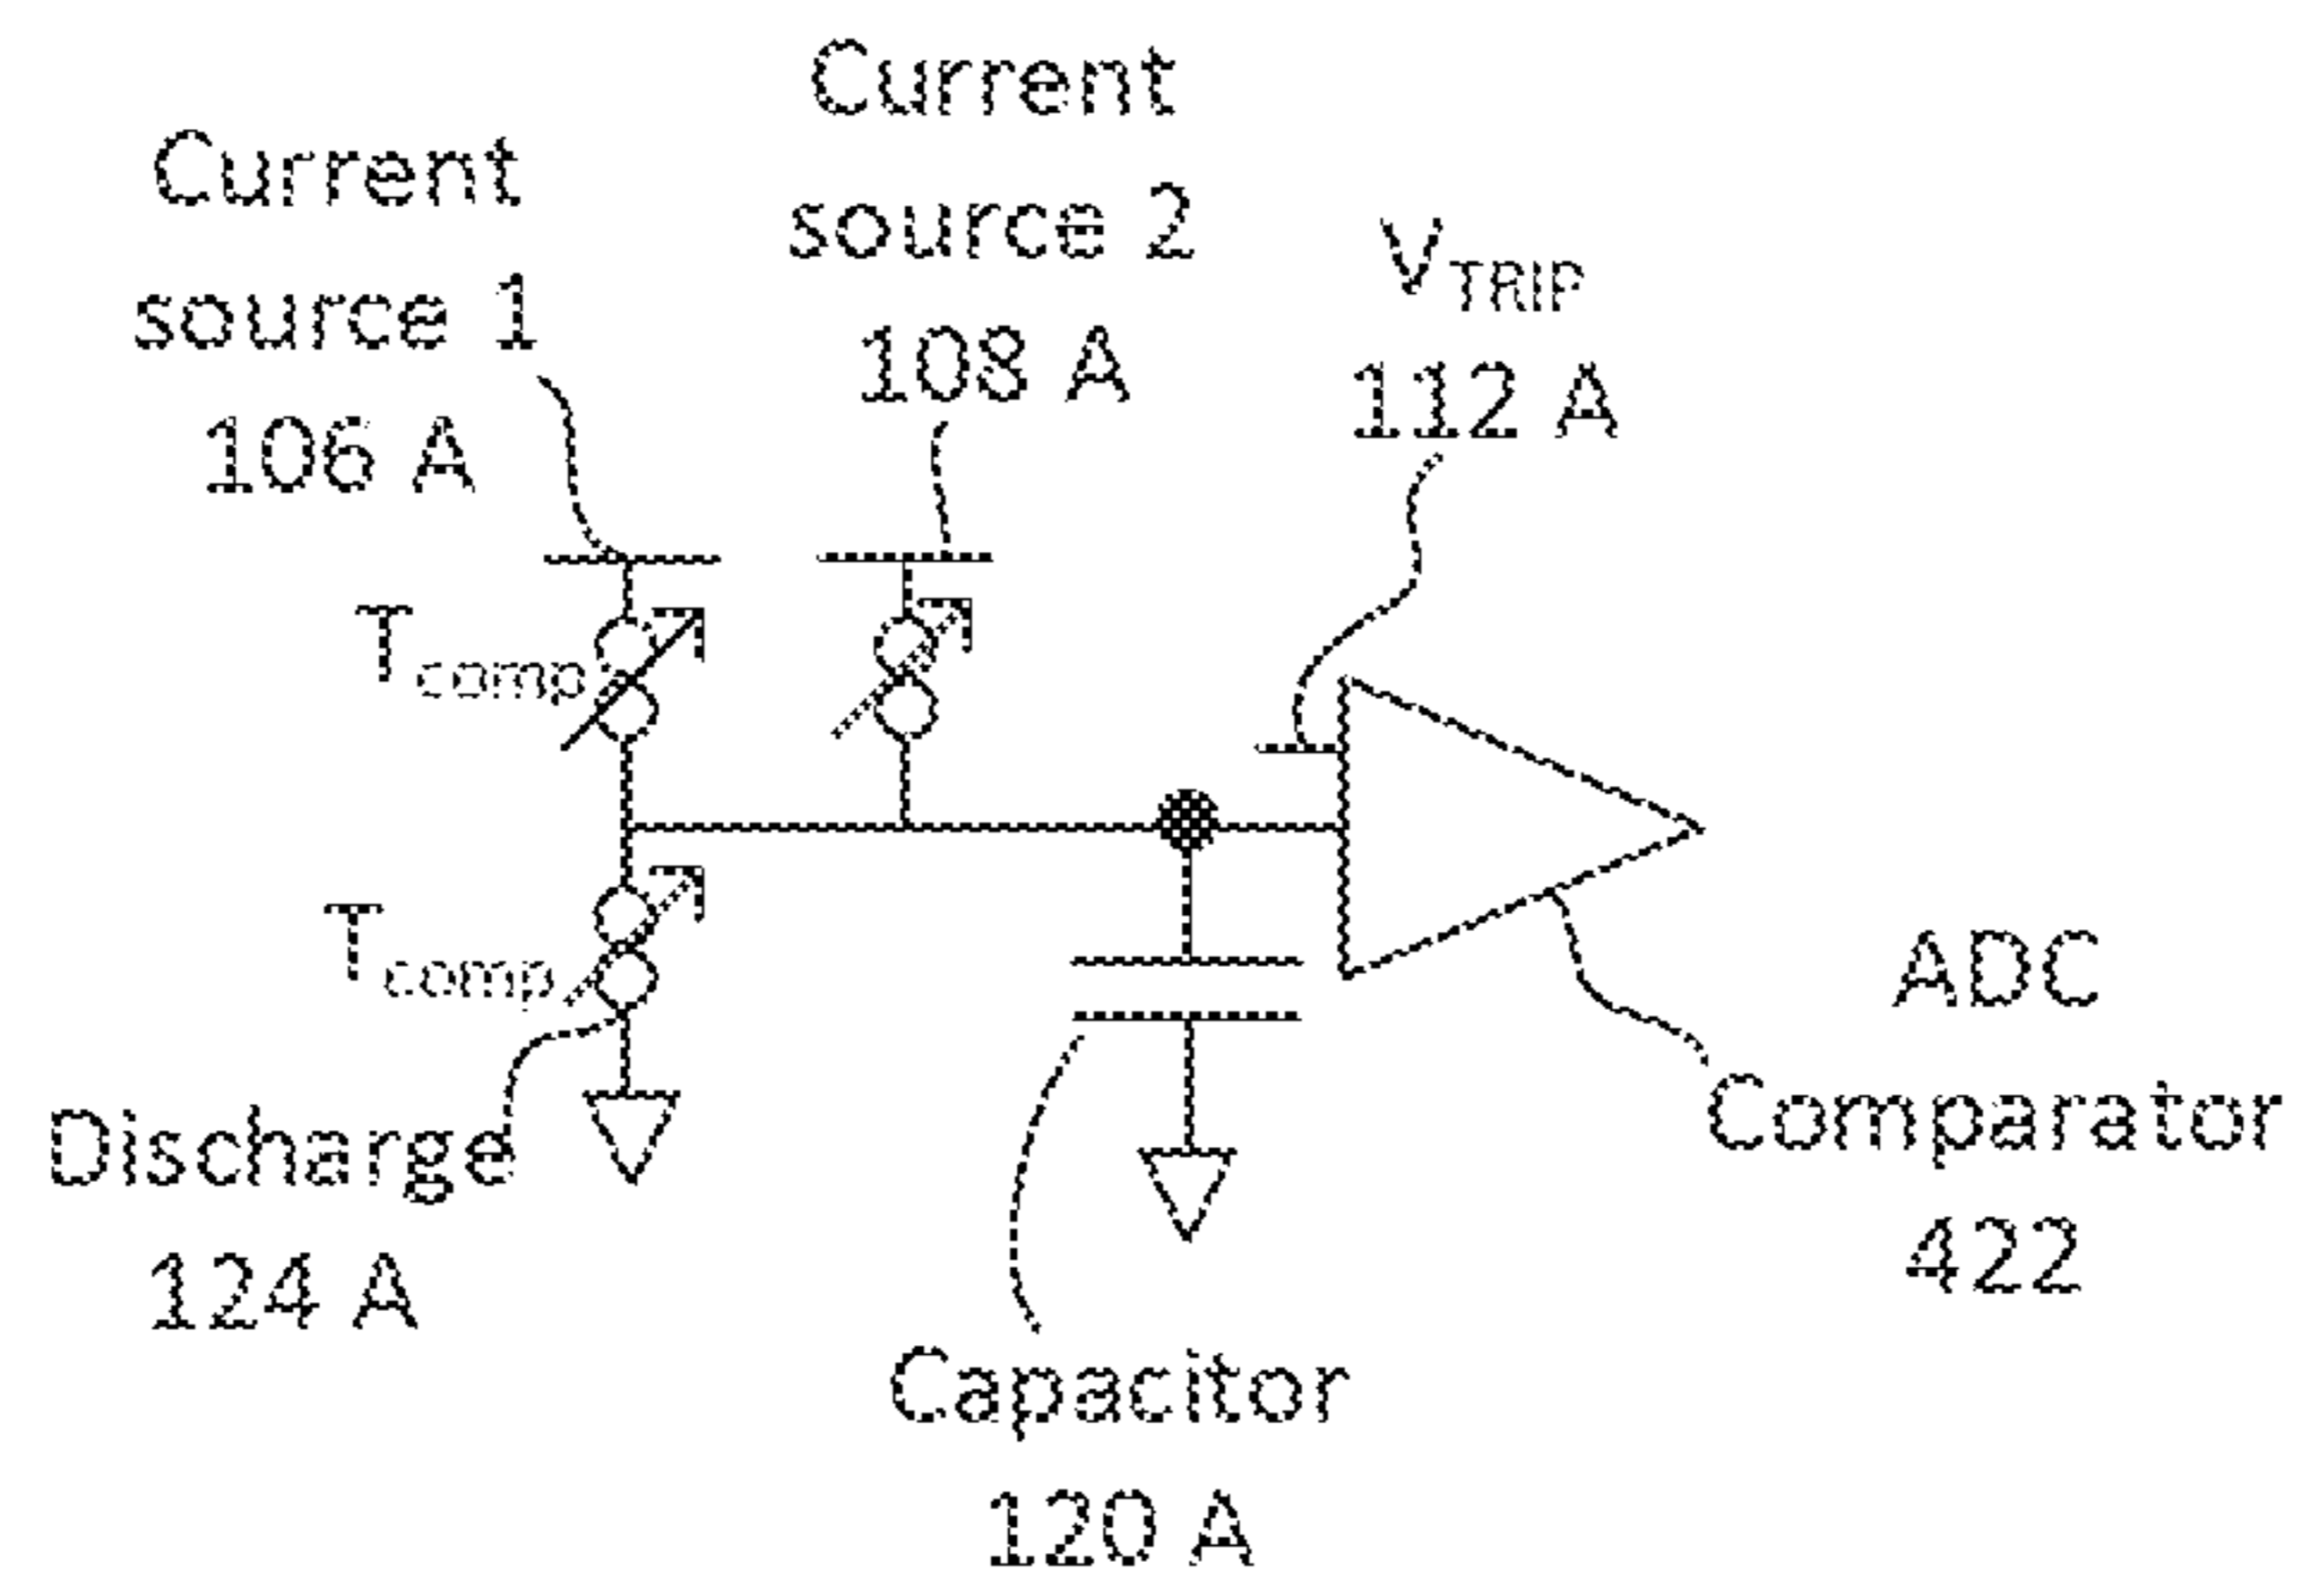 Current
source 1
106 A
Current
source 2
108 A
VTRIP
112 A
Tcomp
Tcomp
Discharge
124 A
Capacitor
120 A
ADC
Comparator
422